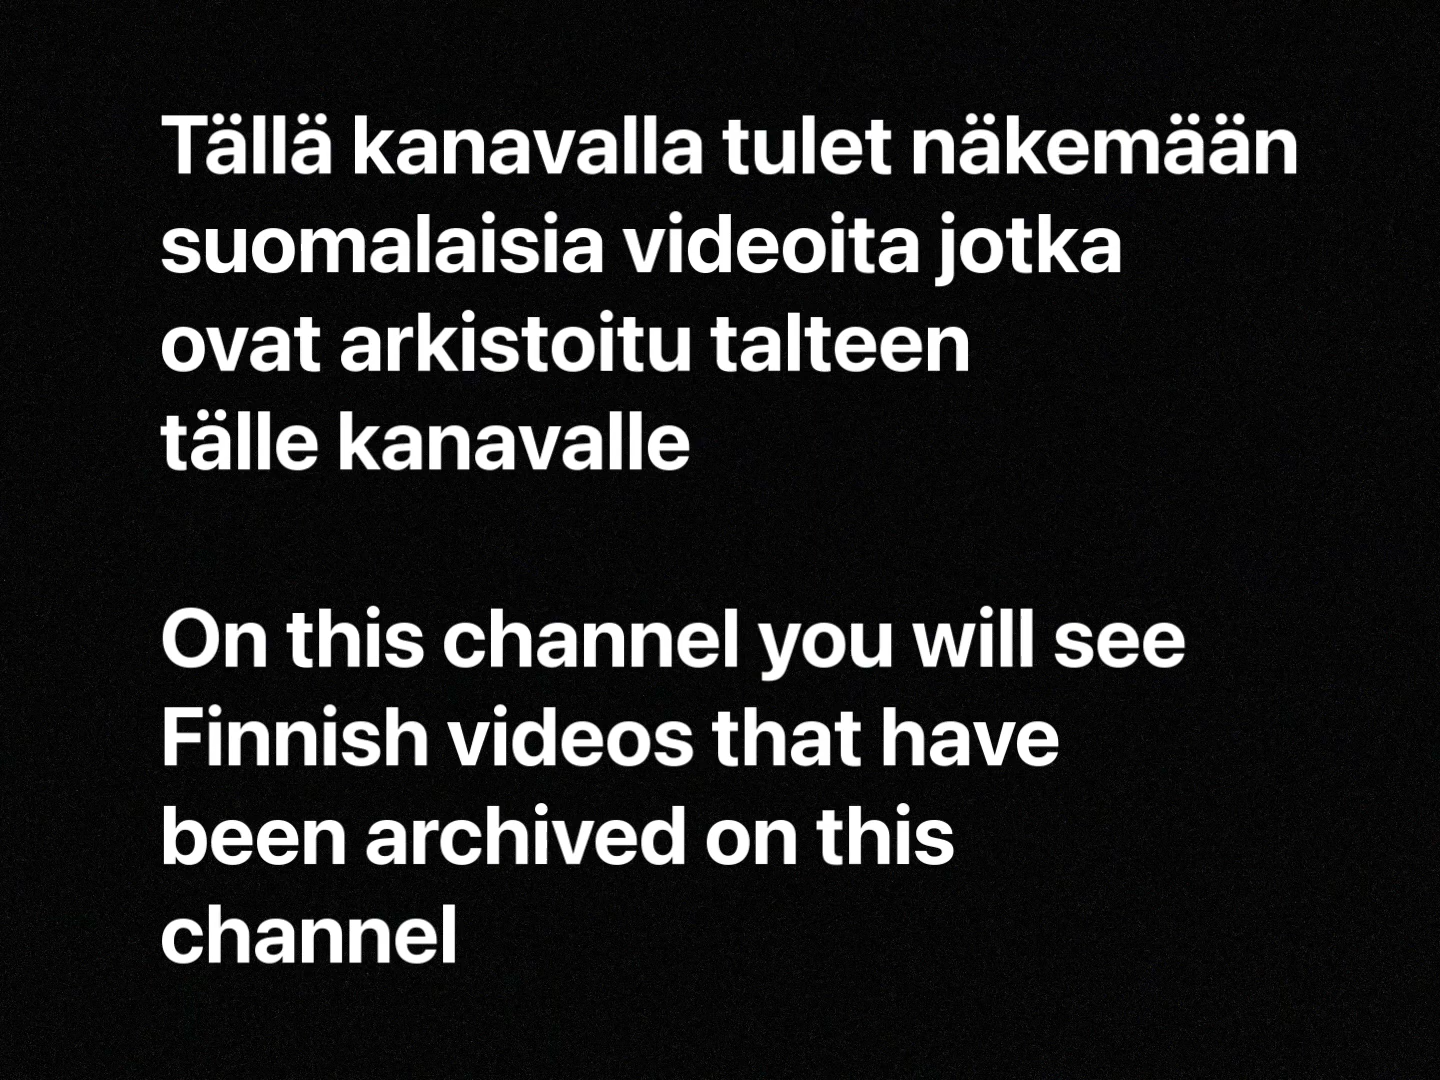 Tällä kanavalla tulet näkemään
suomalaisia videoita jotka
ovat arkistoitu talteen
tälle kanavalle
On this channel you will see
Finnish videos that have
been archived on this
channel